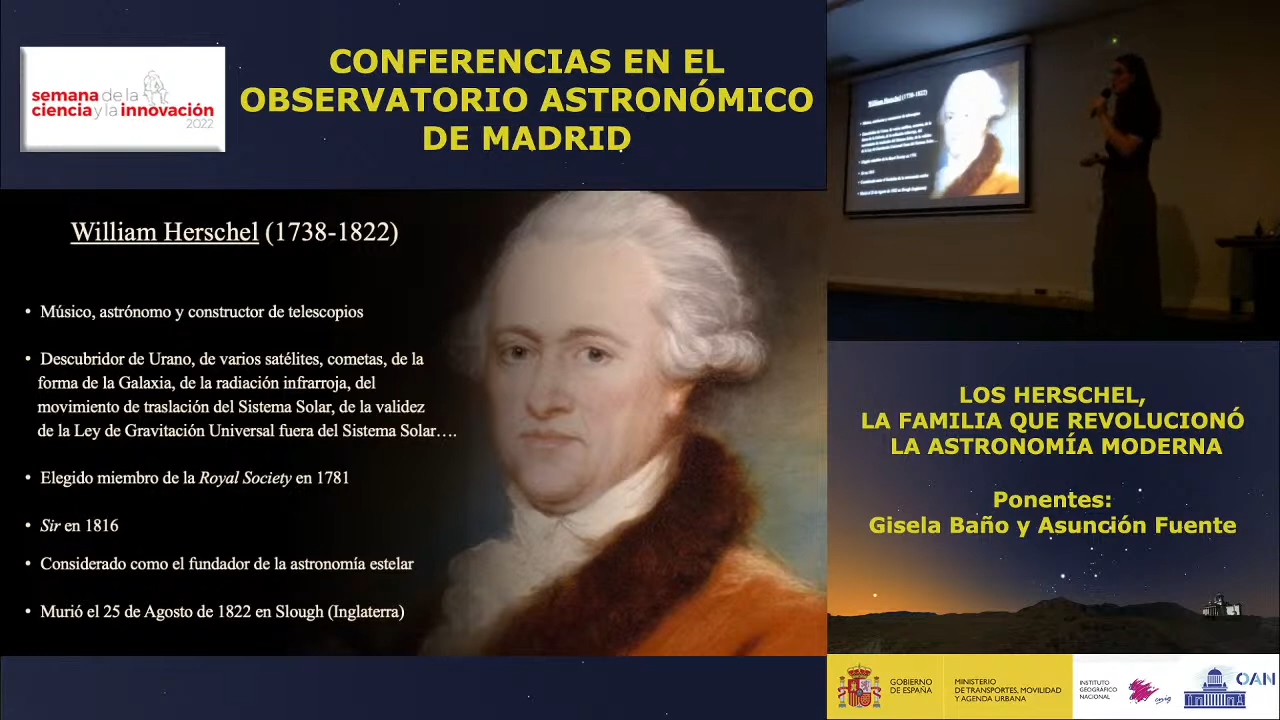 semana de la
ciencia y la innovación
2022
CONFERENCIAS EN EL
OBSERVATORIO ASTRONÓMICO
DE MADRID
William Herschel (1738-1822)
• Músico, astrónomo y constructor de telescopios
• Descubridor de Urano, de varios satélites, cometas, de la
forma de la Galaxia, de la radiación infrarroja, del
movimiento de traslación del Sistema Solar, de la validez
de la Ley de Gravitación Universal fuera del Sistema Solar….
• Elegido miembro de la Royal Society en 1781
• Sir en 1816
• Considerado como el fundador de la astronomía estelar
• Murió el 25 de Agosto de 1822 en Slough (Inglaterra)
William Herschel (1738-1822)
LOS HERSCHEL,
LA FAMILIA QUE REVOLUCIONÓ
LA ASTRONOMÍA MODERNA
Ponentes:
Gisela Baño y Asunción Fuente
GOBIERNO
DE ESPAÑA
MINISTERIO
DE TRANSPORTES, MOVILIDAD
Y AGENDA URBANA
INSTITUTO
GEOGRÁFICO
NACIONAL
cnig
OAN